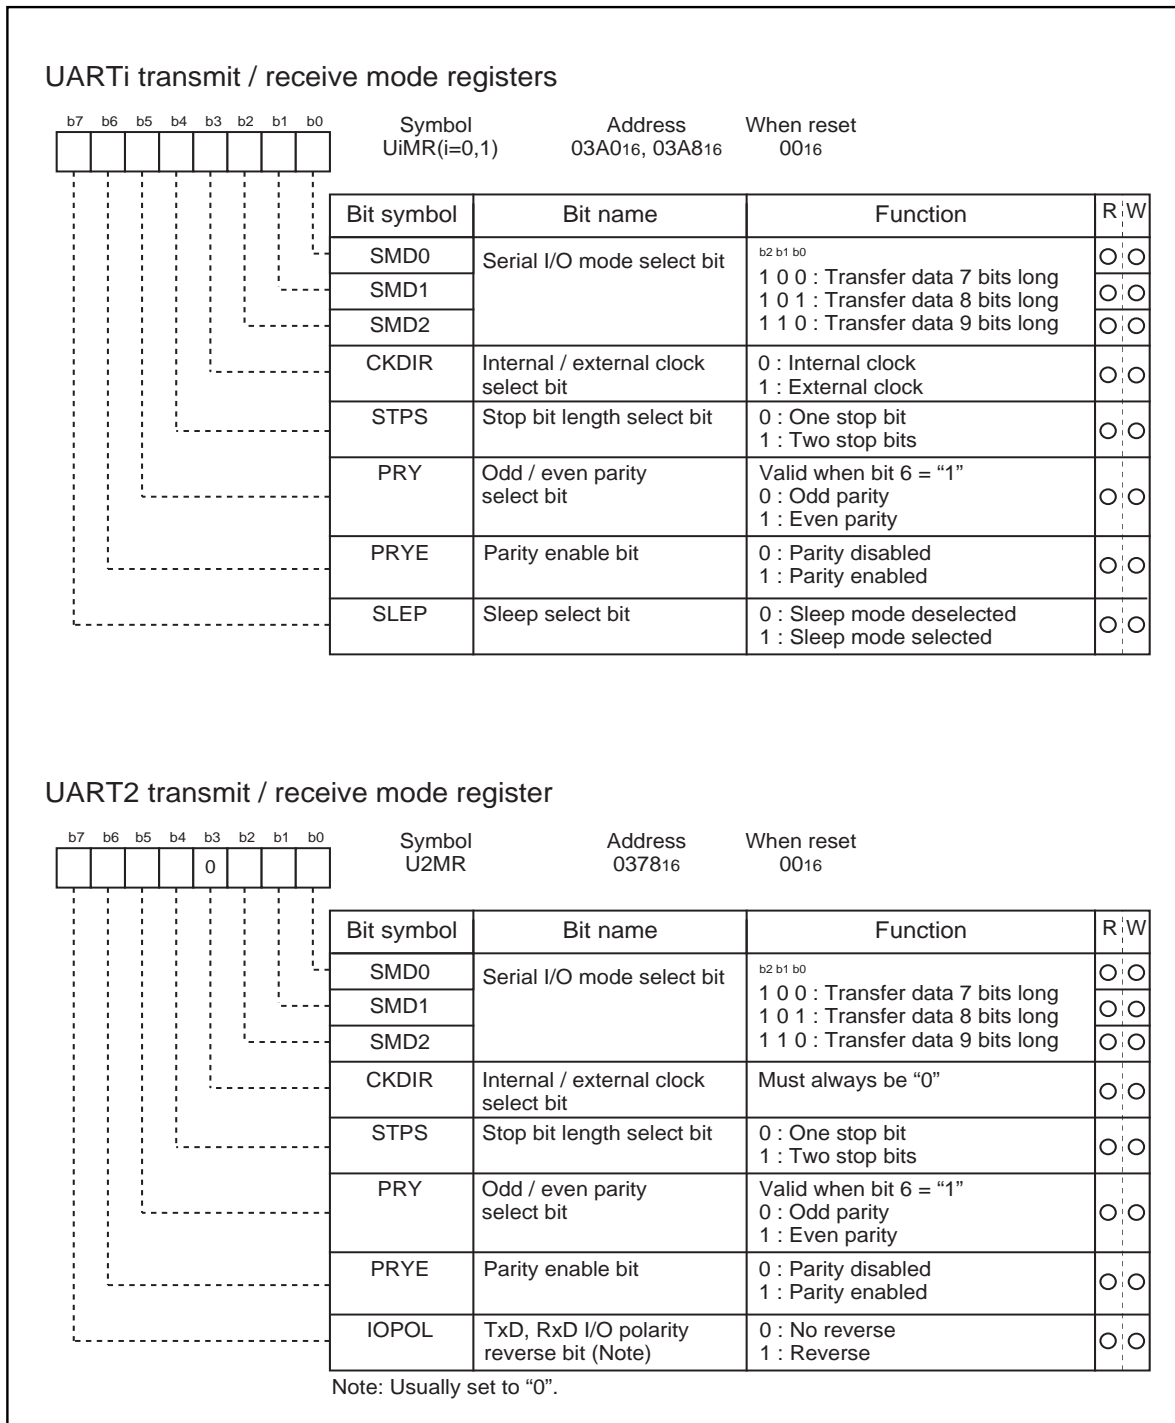 UARTi transmit / receive mode registers
b7 b6 b5 b4 b3 b2 b1 b0
Symbol Address When reset
UiMR(i=0,1) 03A016, 03A816 0016
Bit symbol Bit name Function R W
SMD0 Serial I/O mode select bit b2 b1 b0
1 0 0 : Transfer data 7 bits long
SMD1
1 0 1 : Transfer data 8 bits long
SMD2 1 1 0 : Transfer data 9 bits long
CKDIR Internal / external clock 0 : Internal clock
select bit 1 : External clock
STPS Stop bit length select bit 0 : One stop bit
1 : Two stop bits
PRY Odd / even parity Valid when bit 6 = “1”
select bit 0 : Odd parity
1 : Even parity
PRYE Parity enable bit 0 : Parity disabled
1 : Parity enabled
SLEP Sleep select bit 0 : Sleep mode deselected
1 : Sleep mode selected
UART2 transmit / receive mode register
b7 b6 b5 b4 b3 b2 b1 b0
Symbol Address When reset
0 U2MR 037816 0016
Bit symbol Bit name Function R W
SMD0 Serial I/O mode select bit b2 b1 b0
1 0 0 : Transfer data 7 bits long
SMD1
1 0 1 : Transfer data 8 bits long
SMD2 1 1 0 : Transfer data 9 bits long
CKDIR Internal / external clock Must always be “0”
select bit
STPS Stop bit length select bit 0 : One stop bit
1 : Two stop bits
PRY Odd / even parity Valid when bit 6 = “1”
select bit 0 : Odd parity
1 : Even parity
PRYE Parity enable bit 0 : Parity disabled
1 : Parity enabled
IOPOL TxD, RxD I/O polarity 0 : No reverse
reverse bit (Note) 1 : Reverse
Note: Usually set to “0”.